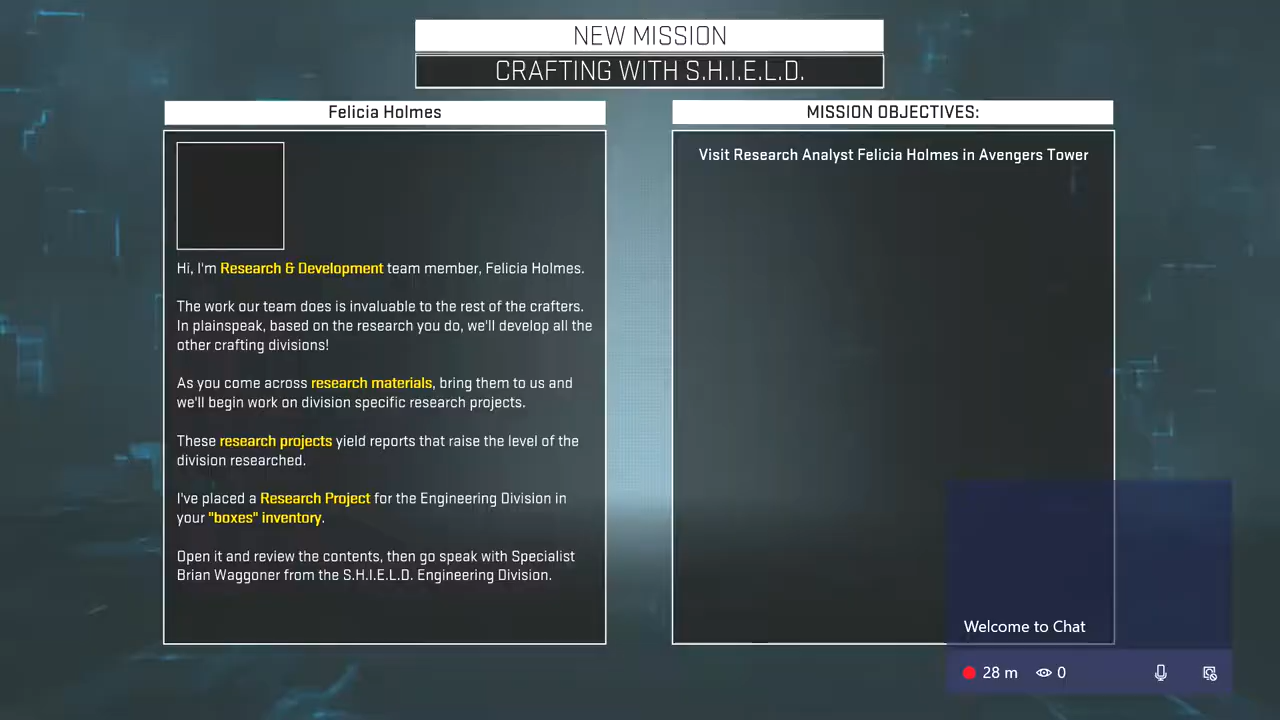 NEW MISSION
CRAFTING WITH S.H.I.E.L.D.
Felicia Holmes
Hi, I'm Research & Development team member, Felicia Holmes.
The work our team does is invaluable to the rest of the crafters.
In plainspeak, based on the research you do, we'll develop all the
other crafting divisions!
As you come across research materials, bring them to us and
we'll begin work on division specific research projects.
These research projects yield reports that raise the level of the
division researched.
I've placed a Research Project for the Engineering Division in
your "boxes" inventory.
Open it and review the contents, then go speak with Specialist
Brian Waggoner from the S.H.I.E.L.D. Engineering Division.
MISSION OBJECTIVES:
Visit Research Analyst Felicia Holmes in Avengers Tower
Welcome to Chat
28 m 0